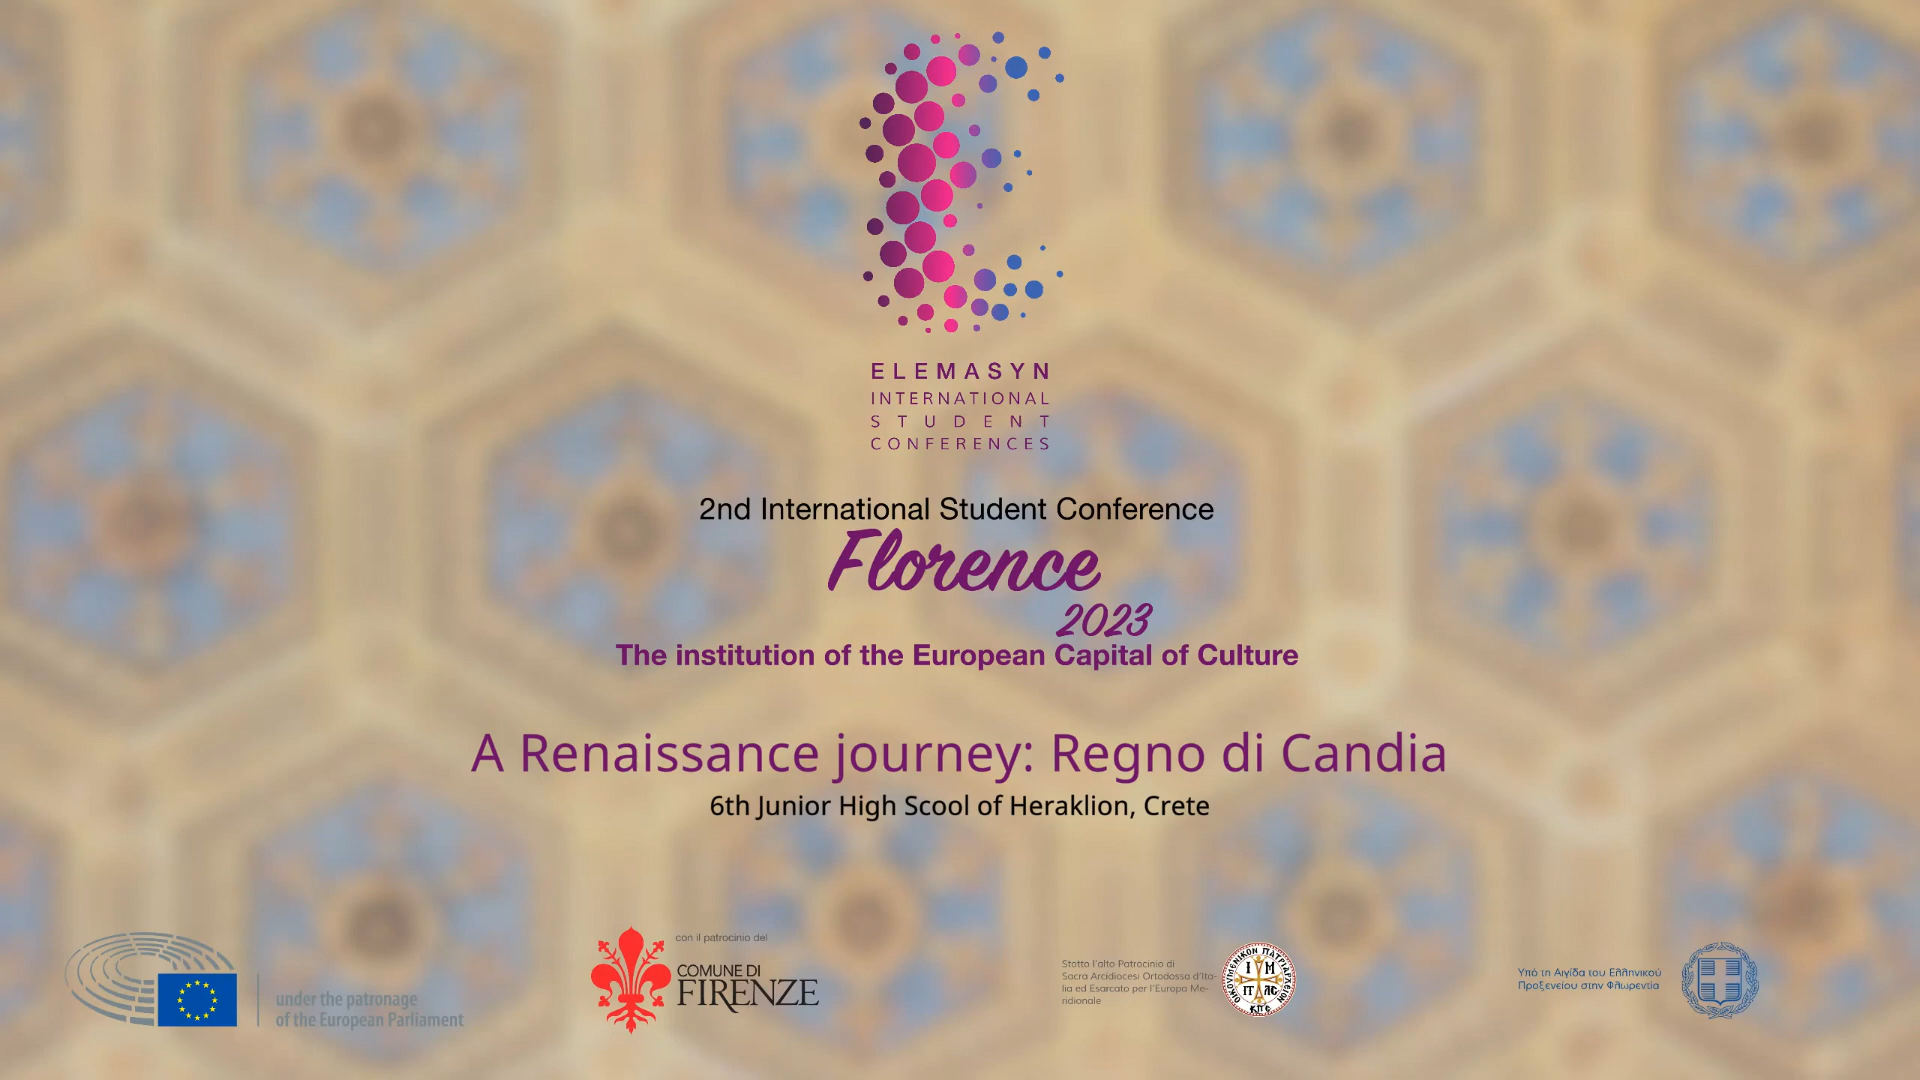 ELEMASYN
INTERNATIONAL
STUDENT
CONFERENCES
2nd International Student Conference
Florence
2023
The institution of the European Capital of Culture
A Renaissance journey: Regno di Candia
6th Junior High Scool of Heraklion, Crete
under the patronage
of the European Parliament
con il patrocinio del
COMUNE DI
FIRENZE
Stotto l'alto Patrocinio di
Sacra Arcidiocesi Ortodossa d'Ita-
lia ed Esarcato per l'Europa Me-
ridionale
Υπό τη Αιγίδα του Ελληνικού
Προξενείου στην Φλωρεντία